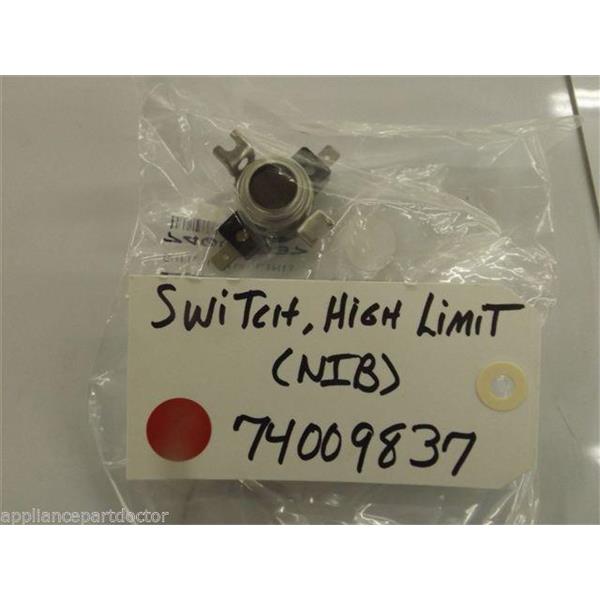 SWITCH, HIGH LIMIT
(NIB)
74009837
appliancepartdoctor